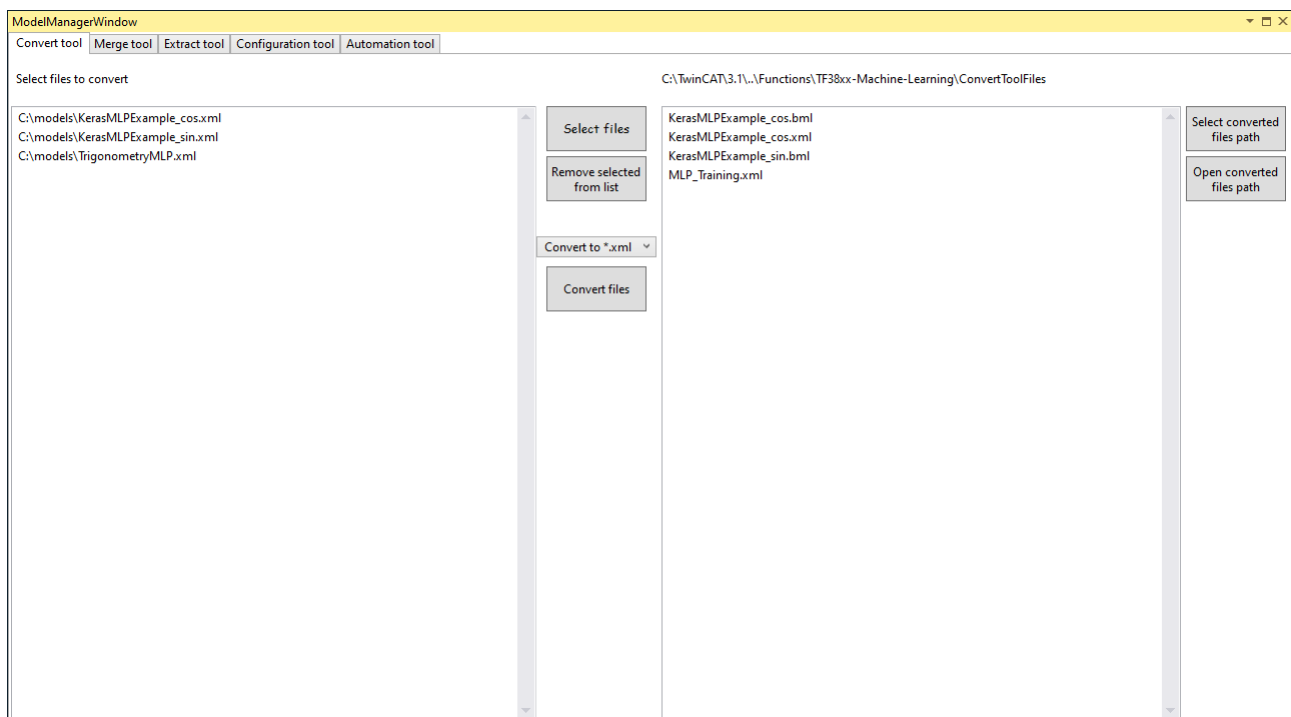 ModelManagerWindow
Convert tool Merge tool Extract tool Configuration tool Automation tool
Select files to convert
C:\models\KerasMLPExample_cos.xml
C:\models\KerasMLPExample_sin.xml
C:\models\TrigonometryMLP.xml
Select files
Remove selected
from list
Convert to *.xml
Convert files
C:\TwinCAT\3.1\..\Functions\TF38xx-Machine-Learning\ConvertToolFiles
KerasMLPExample_cos.bml
KerasMLPExample_cos.xml
KerasMLPExample_sin.bml
MLP_Training.xml
Select converted
files path
Open converted
files path